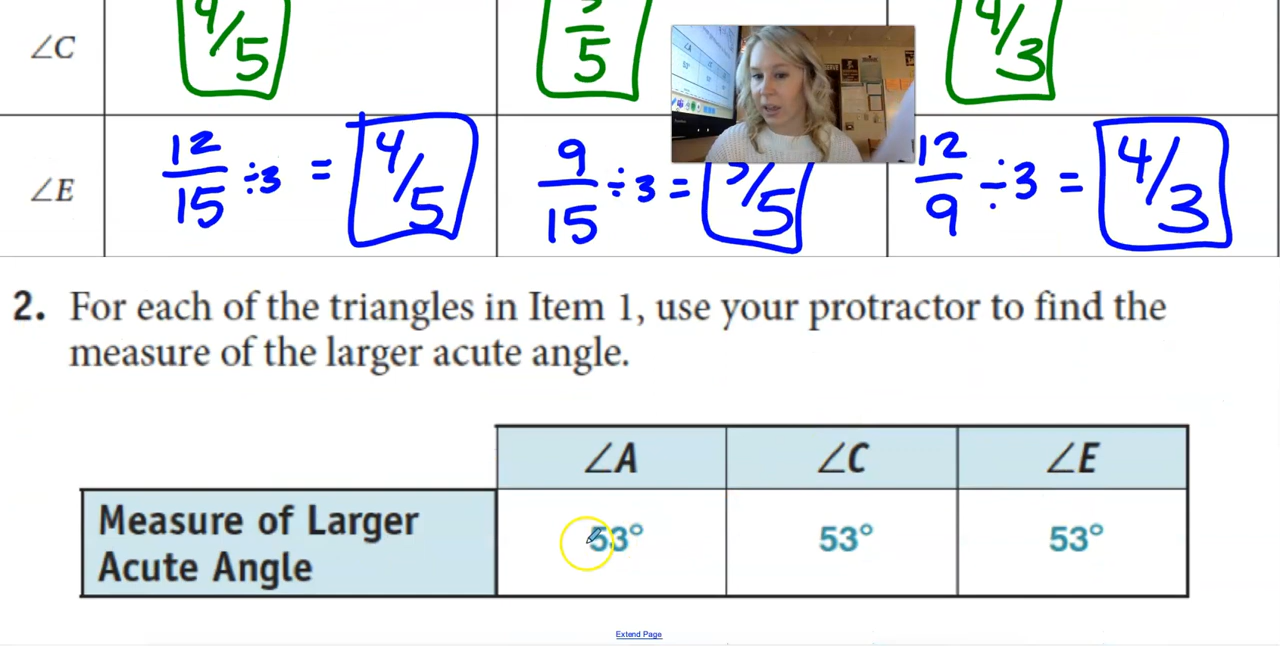 ∠C 4/5 5 4/3
∠E 12/15 ÷3 = 4/5 9/15 ÷3 = 3/5 12/9 ÷3 = 4/3
2. For each of the triangles in Item 1, use your protractor to find the
measure of the larger acute angle.
∠A ∠C ∠E
Measure of Larger
Acute Angle
53° 53° 53°
Extend Page